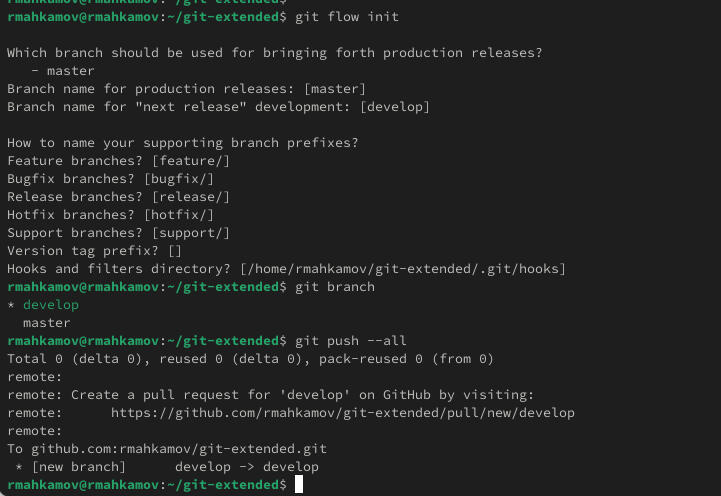 rmahkamov@rmahkamov:~/git-extended$ git flow init
Which branch should be used for bringing forth production releases?
   - master
Branch name for production releases: [master]
Branch name for "next release" development: [develop]
How to name your supporting branch prefixes?
Feature branches? [feature/]
Bugfix branches? [bugfix/]
Release branches? [release/]
Hotfix branches? [hotfix/]
Support branches? [support/]
Version tag prefix? []
Hooks and filters directory? [/home/rmahkamov/git-extended/.git/hooks]
rmahkamov@rmahkamov:~/git-extended$ git branch
* develop
  master
rmahkamov@rmahkamov:~/git-extended$ git push --all
Total 0 (delta 0), reused 0 (delta 0), pack-reused 0 (from 0)
remote:
remote: Create a pull request for 'develop' on GitHub by visiting:
remote:      https://github.com/rmahkamov/git-extended/pull/new/develop
remote:
To github.com:rmahkamov/git-extended.git
 * [new branch]      develop -> develop
rmahkamov@rmahkamov:~/git-extended$